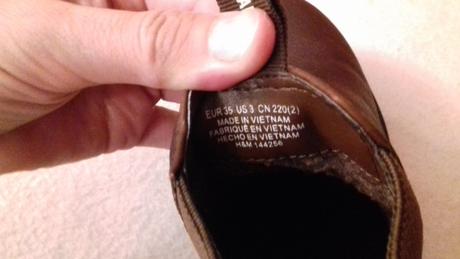 EUR 35 US 3 CN 220(2)
MADE IN VIETNAM
FABRIQUÉ EN VIETNAM
HECHO EN VIETNAM
H&M 144256